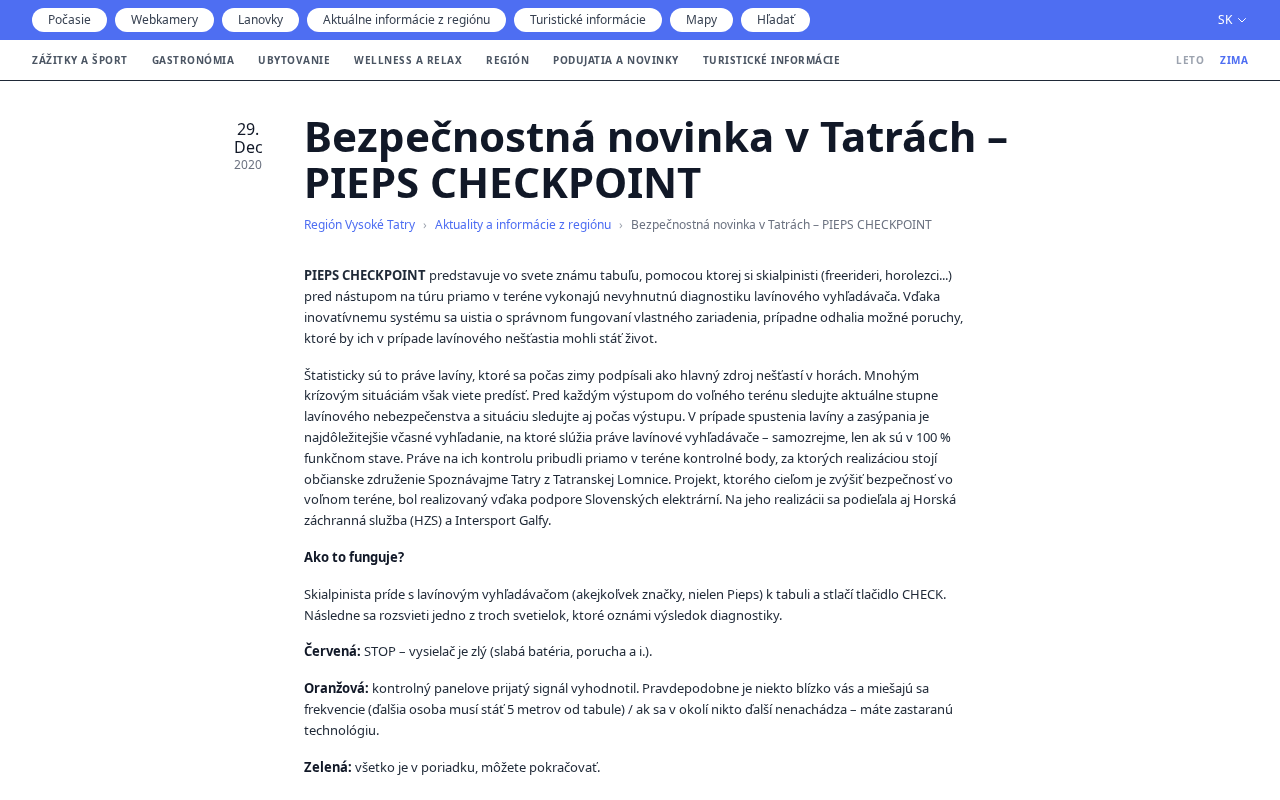 Počasie
Webkamery
Lanovky
Aktuálne informácie z regiónu
Turistické informácie
Mapy
Hľadať
SK
ZÁŽITKY A ŠPORT
GASTRONÓMIA
UBYTOVANIE
WELLNESS A RELAX
REGIÓN
PODUJATIA A NOVINKY
TURISTICKÉ INFORMÁCIE
LETO
ZIMA
29.
Dec
2020
Bezpečnostná novinka v Tatrách –
PIEPS CHECKPOINT
Región Vysoké Tatry › Aktuality a informácie z regiónu › Bezpečnostná novinka v Tatrách – PIEPS CHECKPOINT
PIEPS CHECKPOINT predstavuje vo svete známu tabuľu, pomocou ktorej si skialpinisti (freerideri, horolezci...)
pred nástupom na túru priamo v teréne vykonajú nevyhnutnú diagnostiku lavínového vyhľadávača. Vďaka
inovatívnemu systému sa uistia o správnom fungovaní vlastného zariadenia, prípadne odhalia možné poruchy,
ktoré by ich v prípade lavínového nešťastia mohli stáť život.
Štatisticky sú to práve lavíny, ktoré sa počas zimy podpísali ako hlavný zdroj nešťastí v horách. Mnohým
krízovým situáciám však viete predísť. Pred každým výstupom do voľného terénu sledujte aktuálne stupne
lavínového nebezpečenstva a situáciu sledujte aj počas výstupu. V prípade spustenia lavíny a zasýpania je
najdôležitejšie včasné vyhľadanie, na ktoré slúžia práve lavínové vyhľadávače – samozrejme, len ak sú v 100 %
funkčnom stave. Práve na ich kontrolu pribudli priamo v teréne kontrolné body, za ktorých realizáciou stojí
občianske združenie Spoznávajme Tatry z Tatranskej Lomnice. Projekt, ktorého cieľom je zvýšiť bezpečnosť vo
voľnom teréne, bol realizovaný vďaka podpore Slovenských elektrární. Na jeho realizácii sa podieľala aj Horská
záchranná služba (HZS) a Intersport Galfy.
Ako to funguje?
Skialpinista príde s lavínovým vyhľadávačom (akejkoľvek značky, nielen Pieps) k tabuli a stlačí tlačidlo CHECK.
Následne sa rozsvieti jedno z troch svetielok, ktoré oznámi výsledok diagnostiky.
Červená: STOP – vysielač je zlý (slabá batéria, porucha a i.).
Oranžová: kontrolný panelove prijatý signál vyhodnotil. Pravdepodobne je niekto blízko vás a miešajú sa
frekvencie (ďalšia osoba musí stáť 5 metrov od tabule) / ak sa v okolí nikto ďalší nenachádza – máte zastaranú
technológiu.
Zelená: všetko je v poriadku, môžete pokračovať.